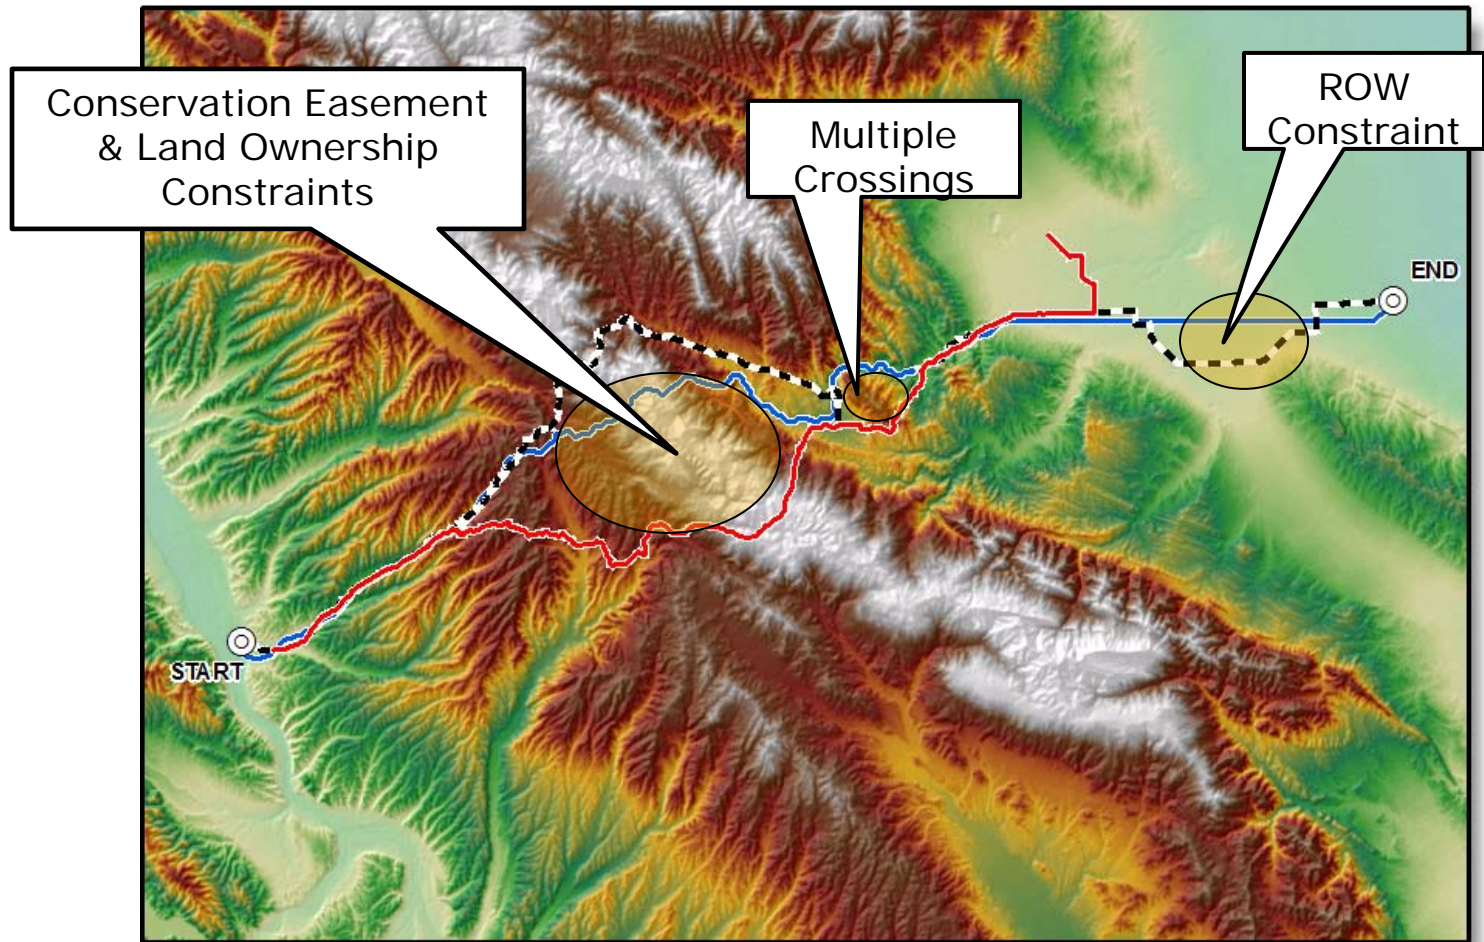 Conservation Easement
& Land Ownership
Constraints
Multiple
Crossings
ROW
Constraint
END
START